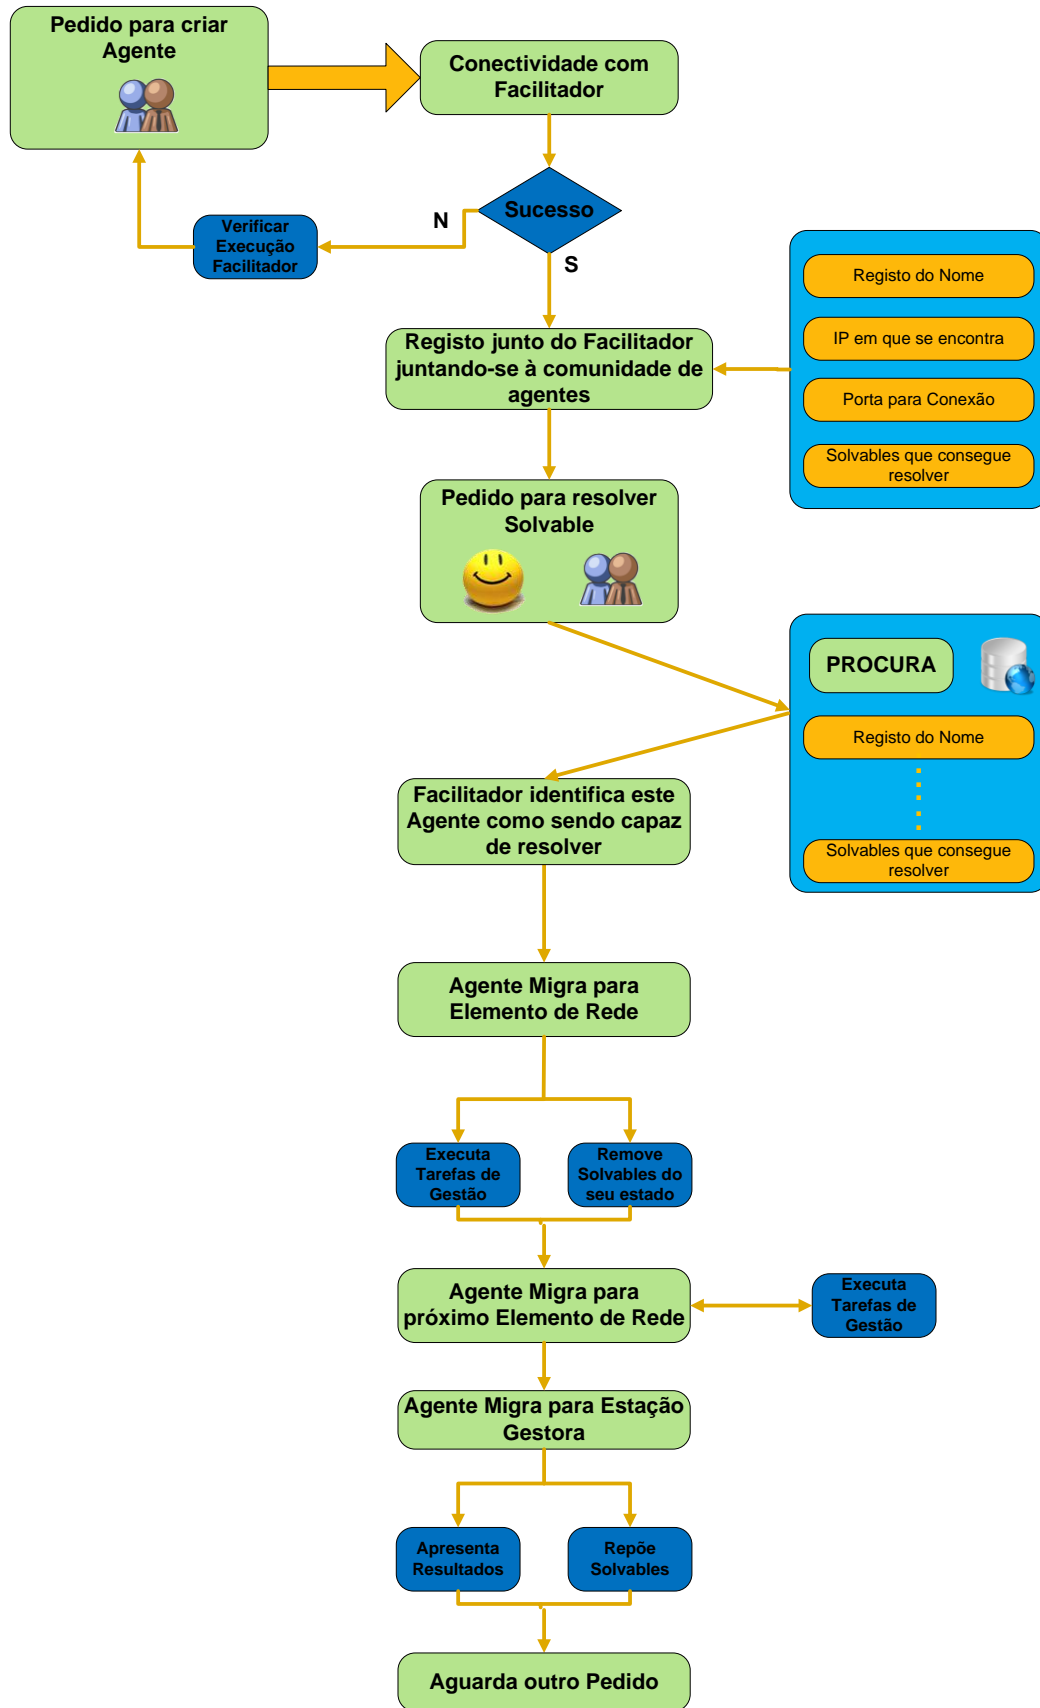 Pedido para criar
Agente
Conectividade com
Facilitador
Sucesso
N
S
Verificar
Execução
Facilitador
Registo do Nome
IP em que se encontra
Porta para Conexão
Solvables que consegue
resolver
Registo junto do Facilitador
juntando-se à comunidade de
agentes
Pedido para resolver
Solvable
PROCURA
Registo do Nome
Solvables que consegue
resolver
Facilitador identifica este
Agente como sendo capaz
de resolver
Agente Migra para
Elemento de Rede
Executa
Tarefas de
Gestão
Remove
Solvables do
seu estado
Agente Migra para
próximo Elemento de Rede
Executa
Tarefas de
Gestão
Agente Migra para Estação
Gestora
Apresenta
Resultados
Repõe
Solvables
Aguarda outro Pedido